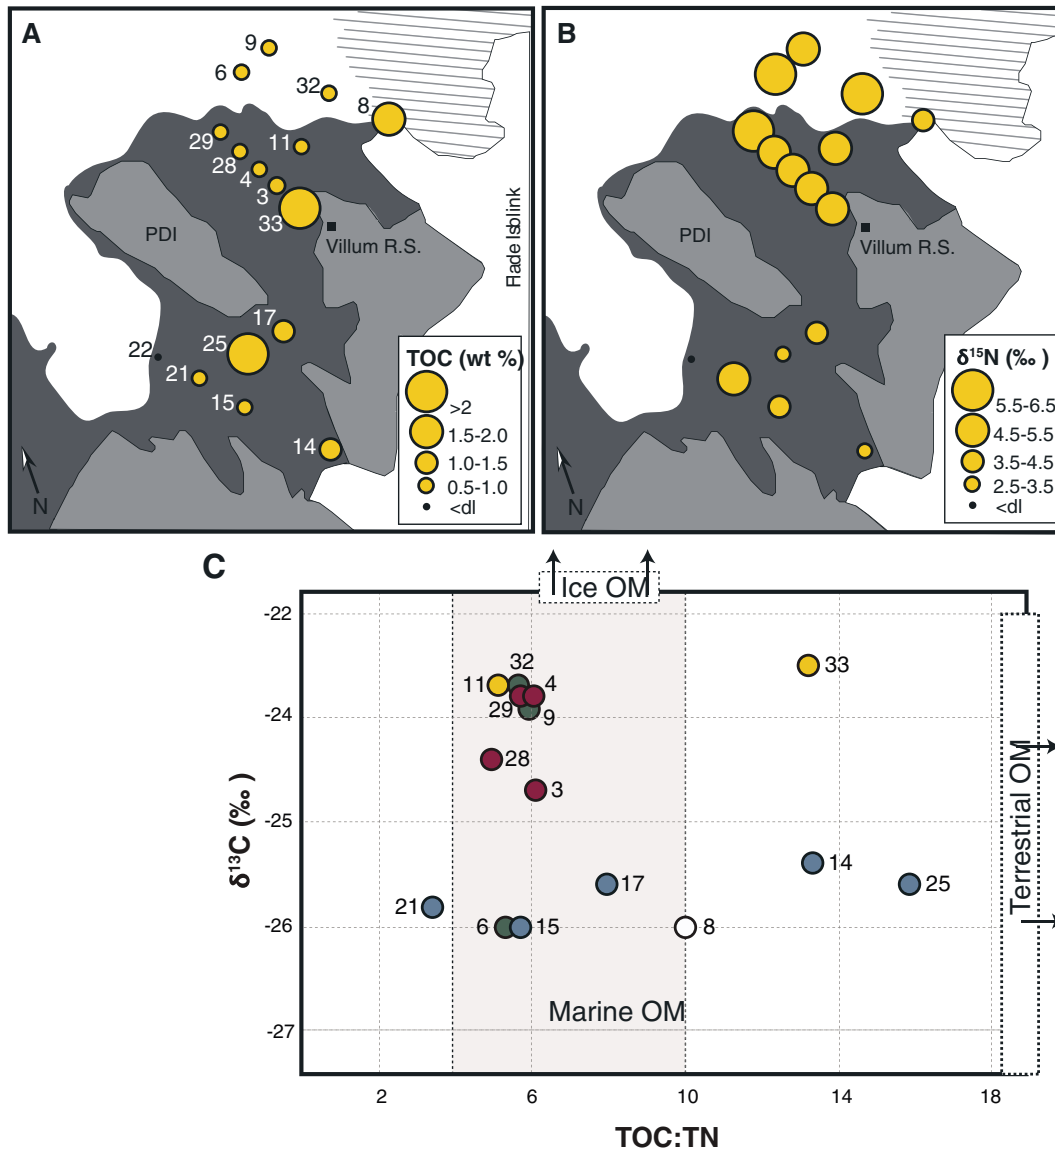 A
9
6
32
8
29
11
28
4
3
33
PDI
Villum R.S.
Flade Isblink
17
25
22
21
15
14
N
TOC (wt %)
>2
1.5-2.0
1.0-1.5
0.5-1.0
<dl
B
PDI
Villum R.S.
N
δ15N (‰ )
5.5-6.5
4.5-5.5
3.5-4.5
2.5-3.5
<dl
C
Ice OM
-22
-24
-25
-26
-27
δ13C (‰ )
32
11
4
33
29
9
28
3
14
17
25
21
6
15
8
Marine OM
Terrestrial OM
2
6
10
14
18
TOC:TN